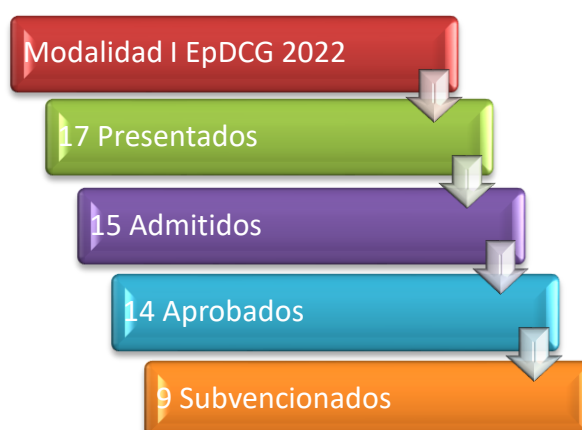 Modalidad I EpDCG 2022
17 Presentados
15 Admitidos
14 Aprobados
9 Subvencionados